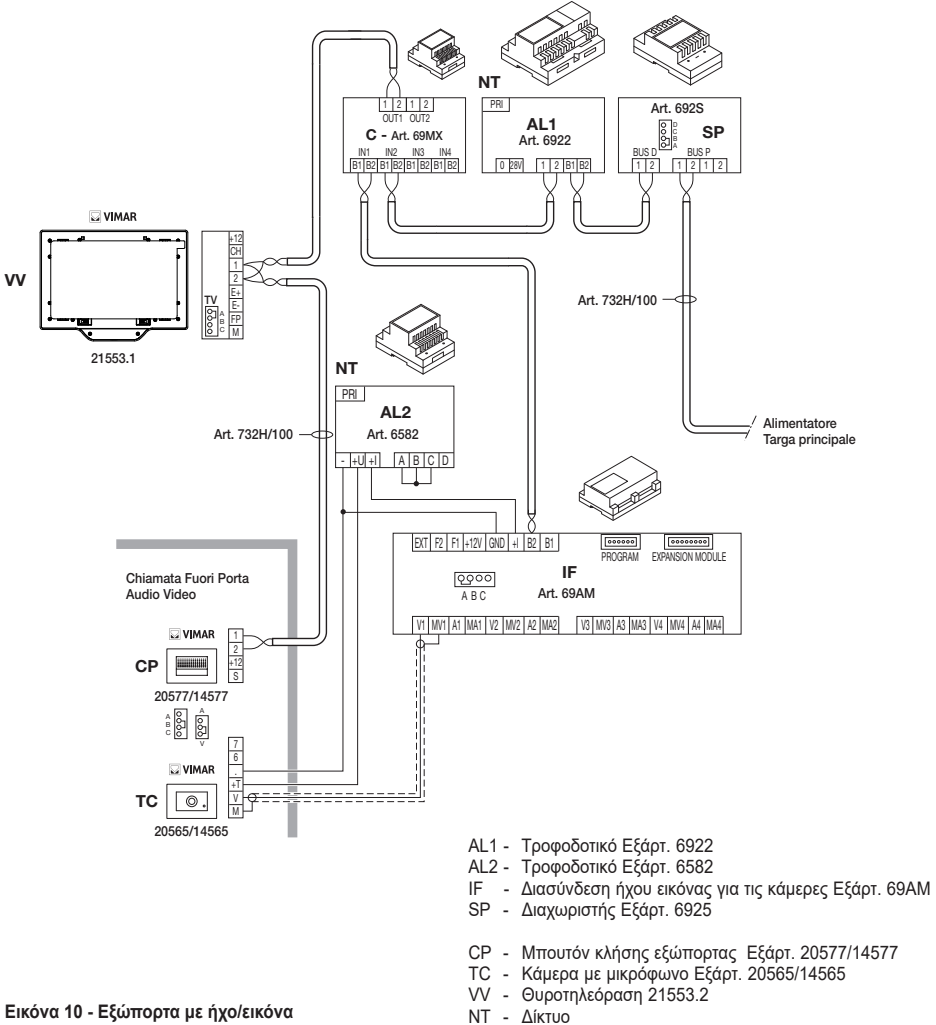 NT
1 2 1 2
OUT1 OUT2
C - Art. 69MX
IN1 IN2 IN3 IN4
B1 B2 B1 B2 B1 B2 B1 B2
PRI
AL1
Art. 6922
0 28V 1 2 B1 B2
Art. 692S
D
C
B
A
SP
BUS D BUS P
1 2 1 2 1 2
VIMAR
VV
21553.1
+12
CH
1
2
E+
E-
FP
M
TV
A
B
C
Art. 732H/100
NT
PRI
AL2
Art. 6582
- +U +I A B C D
Art. 732H/100
Alimentatore
Targa principale
EXT F2 F1 +12V GND +I B2 B1
PROGRAM EXPANSION MODULE
IF
A B C
Art. 69AM
V1 MV1 A1 MA1 V2 MV2 A2 MA2 V3 MV3 A3 MA3 V4 MV4 A4 MA4
Chiamata Fuori Porta
Audio Video
VIMAR
CP
1
2
+12
S
20577/14577
A
B
C
A
V
VIMAR
TC
7
6
.
+T
V
M
20565/14565
AL1 - Τροφοδοτικό Εξάρτ. 6922
AL2 - Τροφοδοτικό Εξάρτ. 6582
IF - Διασύνδεση ήχου εικόνας για τις κάμερες Εξάρτ. 69AM
SP - Διαχωριστής Εξάρτ. 6925
CP - Μπουτόν κλήσης εξώπορτας Εξάρτ. 20577/14577
TC - Κάμερα με μικρόφωνο Εξάρτ. 20565/14565
VV - Θυροτηλεόραση 21553.2
NT - Δίκτυο
Εικόνα 10 - Εξώπορτα με ήχο/εικόνα